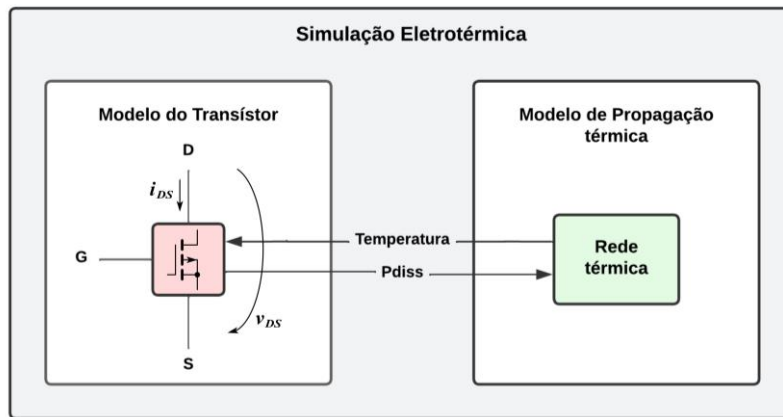 Simulação Eletrotérmica
Modelo do Transístor
D
i_DS
G
v_DS
S
Temperatura
Pdiss
Modelo de Propagação
térmica
Rede
térmica